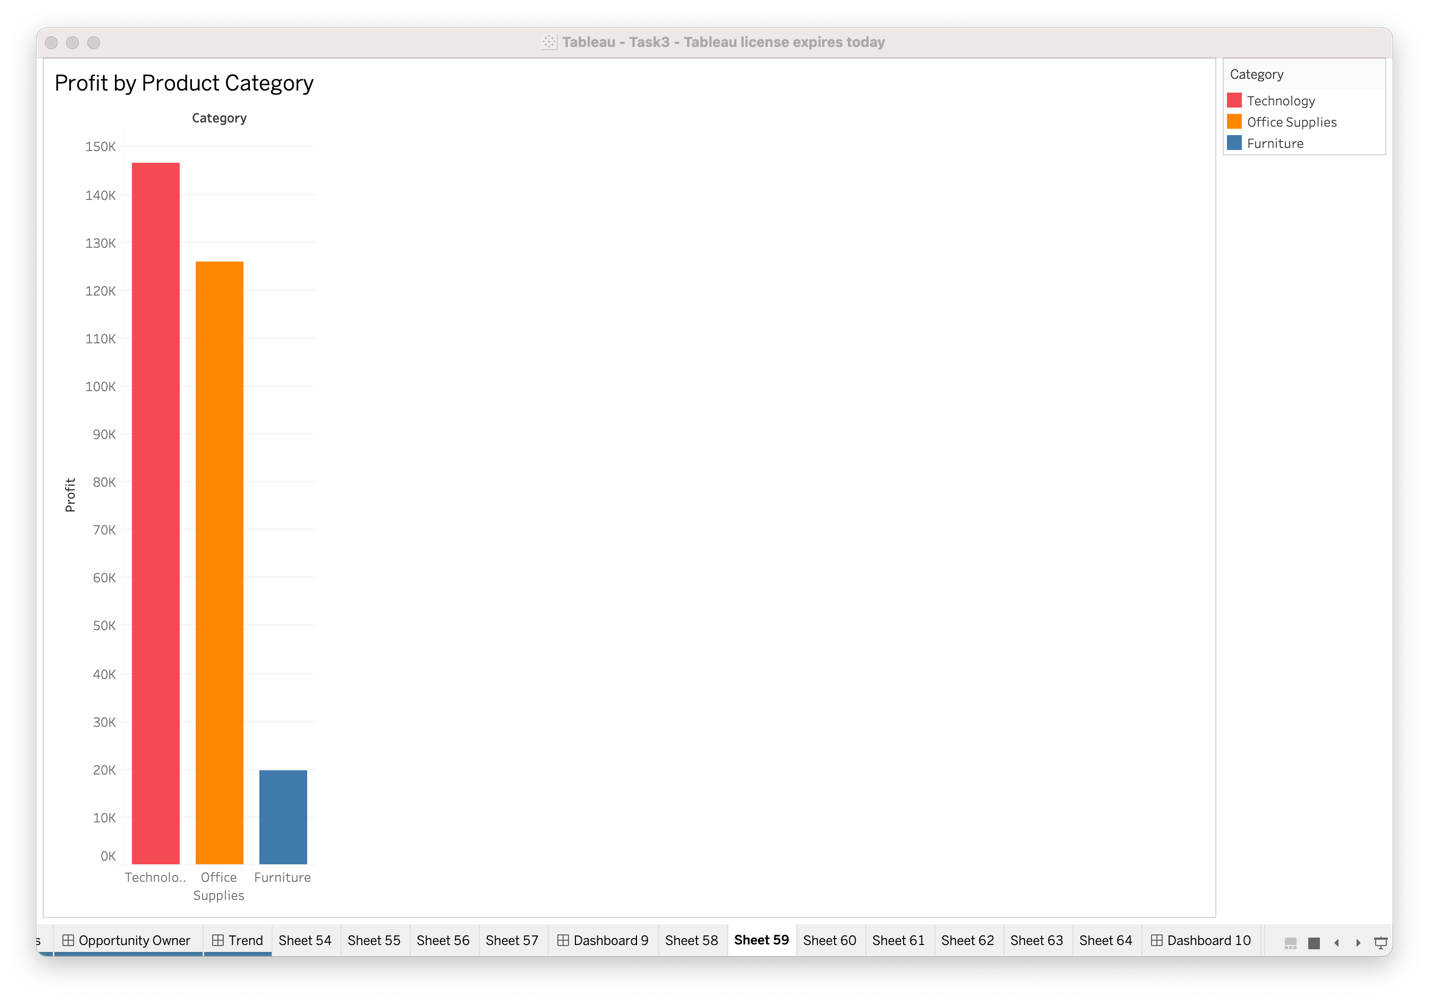 Tableau - Task3 - Tableau license expires today
Profit by Product Category
Category
150K
140K
130K
120K
110K
100K
90K
80K
70K
60K
50K
40K
30K
20K
10K
0K
Profit
Technolo.. Office Supplies Furniture
Category
Technology
Office Supplies
Furniture
s Opportunity Owner Trend Sheet 54 Sheet 55 Sheet 56 Sheet 57 Dashboard 9 Sheet 58 Sheet 59 Sheet 60 Sheet 61 Sheet 62 Sheet 63 Sheet 64 Dashboard 10